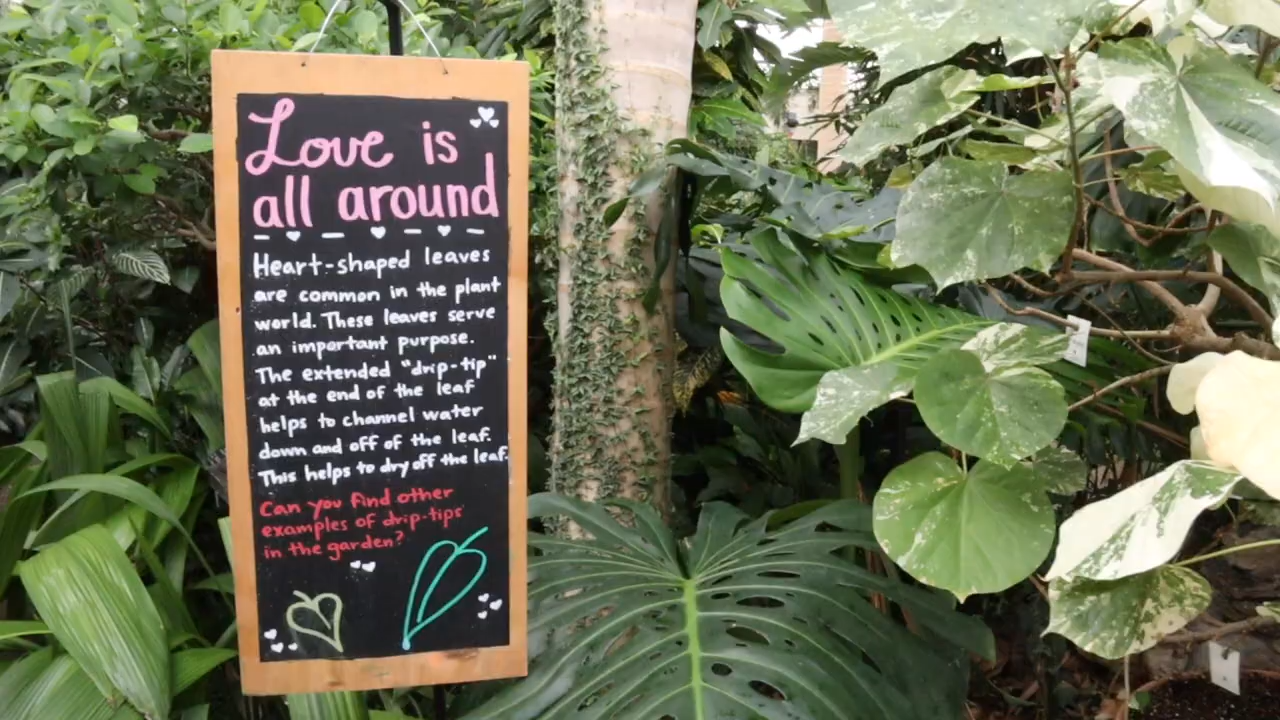 Love is
all around
Heart-shaped leaves
are common in the plant
world. These leaves serve
an important purpose.
The extended "drip-tip"
at the end of the leaf
helps to channel water
down and off of the leaf.
This helps to dry off the leaf.
Can you find other
examples of drip-tips
in the garden?